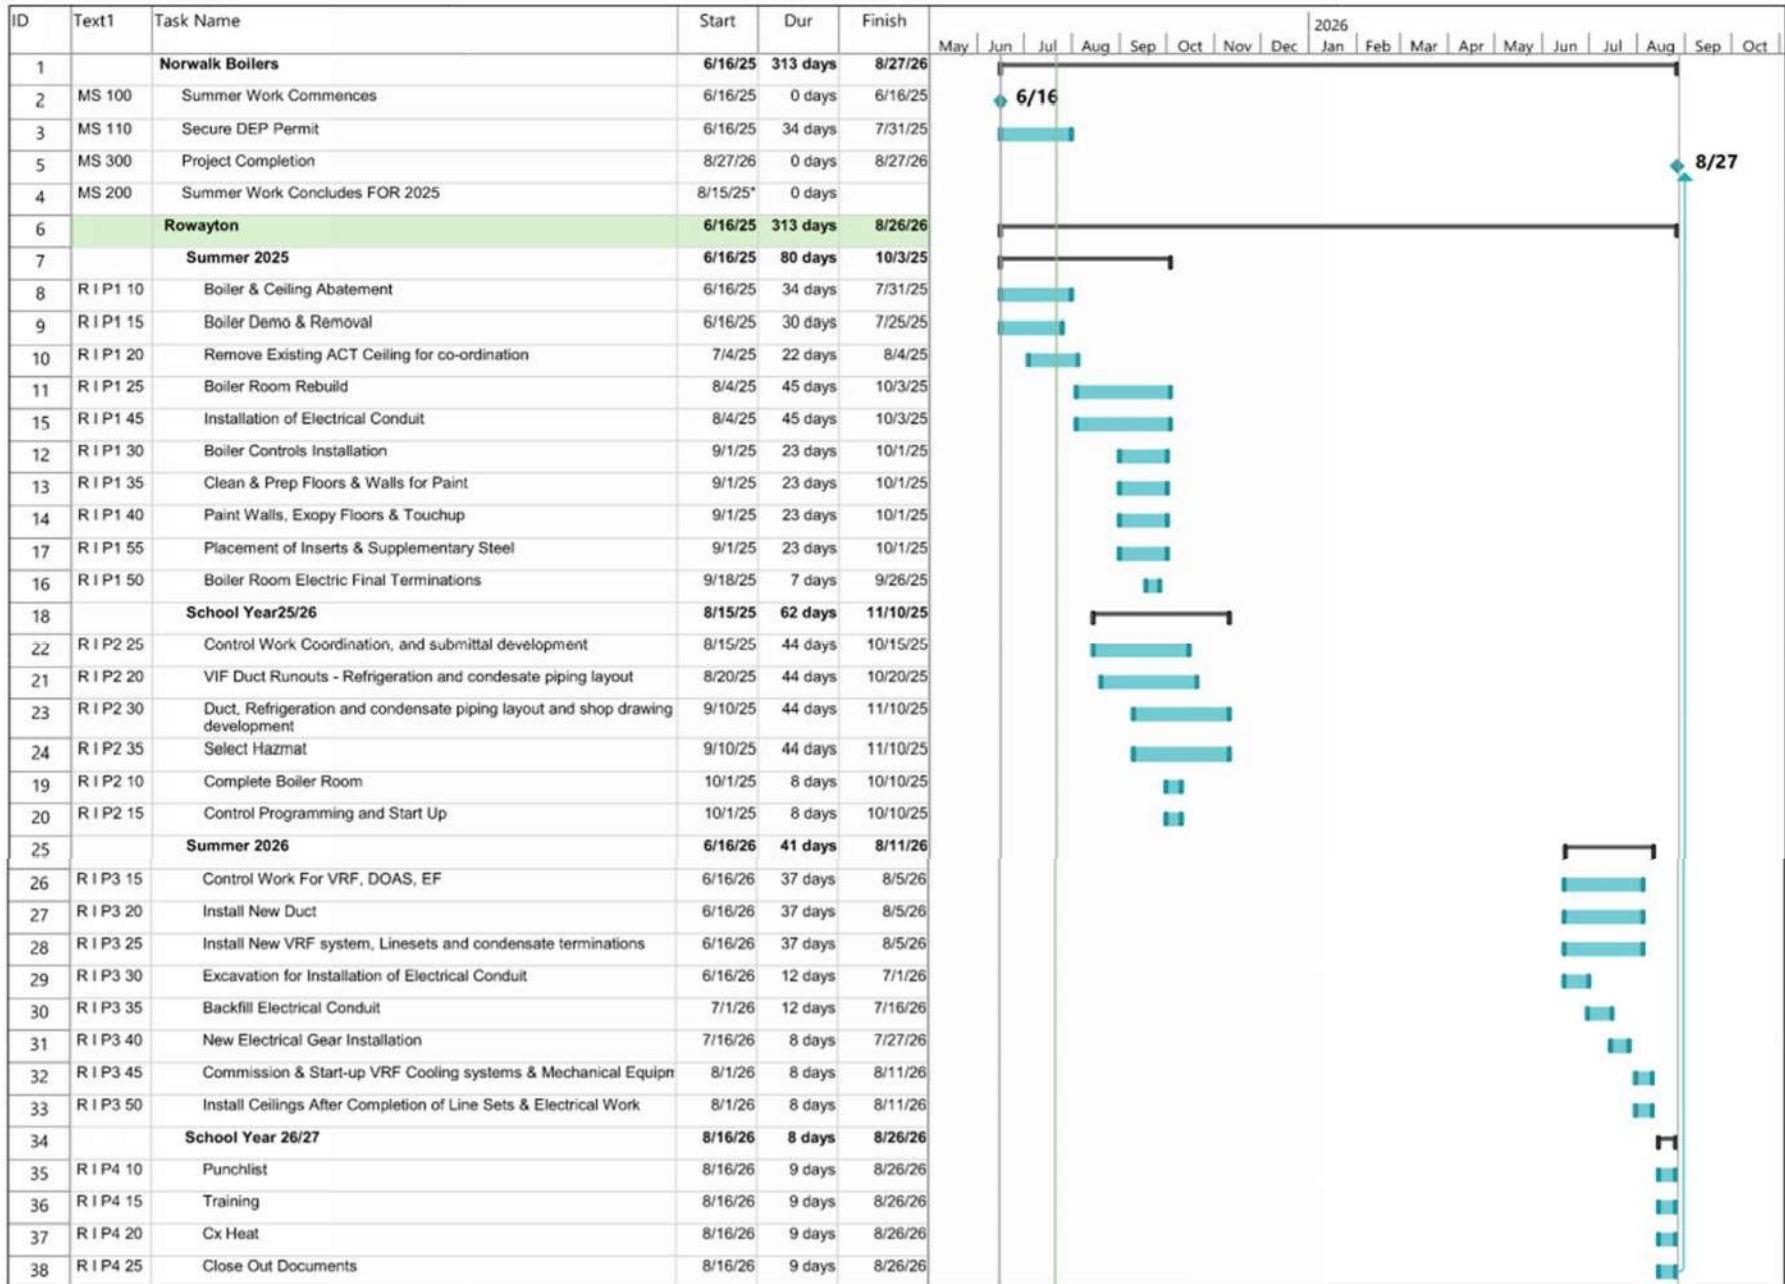 ID Text1 Task Name Start Dur Finish
2026
May Jun Jul Aug Sep Oct Nov Dec Jan Feb Mar Apr May Jun Jul Aug Sep Oct
1 Norwalk Boilers 6/16/25 313 days 8/27/26
2 MS 100 Summer Work Commences 6/16/25 0 days 6/16/25 6/16
3 MS 110 Secure DEP Permit 6/16/25 34 days 7/31/25
5 MS 300 Project Completion 8/27/26 0 days 8/27/26 8/27
4 MS 200 Summer Work Concludes FOR 2025 8/15/25* 0 days
6 Rowayton 6/16/25 313 days 8/26/26
7 Summer 2025 6/16/25 80 days 10/3/25
8 R I P1 10 Boiler & Ceiling Abatement 6/16/25 34 days 7/31/25
9 R I P1 15 Boiler Demo & Removal 6/16/25 30 days 7/25/25
10 R I P1 20 Remove Existing ACT Ceiling for co-ordination 7/4/25 22 days 8/4/25
11 R I P1 25 Boiler Room Rebuild 8/4/25 45 days 10/3/25
15 R I P1 45 Installation of Electrical Conduit 8/4/25 45 days 10/3/25
12 R I P1 30 Boiler Controls Installation 9/1/25 23 days 10/1/25
13 R I P1 35 Clean & Prep Floors & Walls for Paint 9/1/25 23 days 10/1/25
14 R I P1 40 Paint Walls, Exopy Floors & Touchup 9/1/25 23 days 10/1/25
17 R I P1 55 Placement of Inserts & Supplementary Steel 9/1/25 23 days 10/1/25
16 R I P1 50 Boiler Room Electric Final Terminations 9/18/25 7 days 9/26/25
18 School Year25/26 8/15/25 62 days 11/10/25
22 R I P2 25 Control Work Coordination, and submittal development 8/15/25 44 days 10/15/25
21 R I P2 20 VIF Duct Runouts - Refrigeration and condesate piping layout 8/20/25 44 days 10/20/25
23 R I P2 30 Duct, Refrigeration and condensate piping layout and shop drawing 9/10/25 44 days 11/10/25
development
24 R I P2 35 Select Hazmat 9/10/25 44 days 11/10/25
19 R I P2 10 Complete Boiler Room 10/1/25 8 days 10/10/25
20 R I P2 15 Control Programming and Start Up 10/1/25 8 days 10/10/25
25 Summer 2026 6/16/26 41 days 8/11/26
26 R I P3 15 Control Work For VRF, DOAS, EF 6/16/26 37 days 8/5/26
27 R I P3 20 Install New Duct 6/16/26 37 days 8/5/26
28 R I P3 25 Install New VRF system, Linesets and condensate terminations 6/16/26 37 days 8/5/26
29 R I P3 30 Excavation for Installation of Electrical Conduit 6/16/26 12 days 7/1/26
30 R I P3 35 Backfill Electrical Conduit 7/1/26 12 days 7/16/26
31 R I P3 40 New Electrical Gear Installation 7/16/26 8 days 7/27/26
32 R I P3 45 Commission & Start-up VRF Cooling systems & Mechanical Equipm 8/1/26 8 days 8/11/26
33 R I P3 50 Install Ceilings After Completion of Line Sets & Electrical Work 8/1/26 8 days 8/11/26
34 School Year 26/27 8/16/26 8 days 8/26/26
35 R I P4 10 Punchlist 8/16/26 9 days 8/26/26
36 R I P4 15 Training 8/16/26 9 days 8/26/26
37 R I P4 20 Cx Heat 8/16/26 9 days 8/26/26
38 R I P4 25 Close Out Documents 8/16/26 9 days 8/26/26